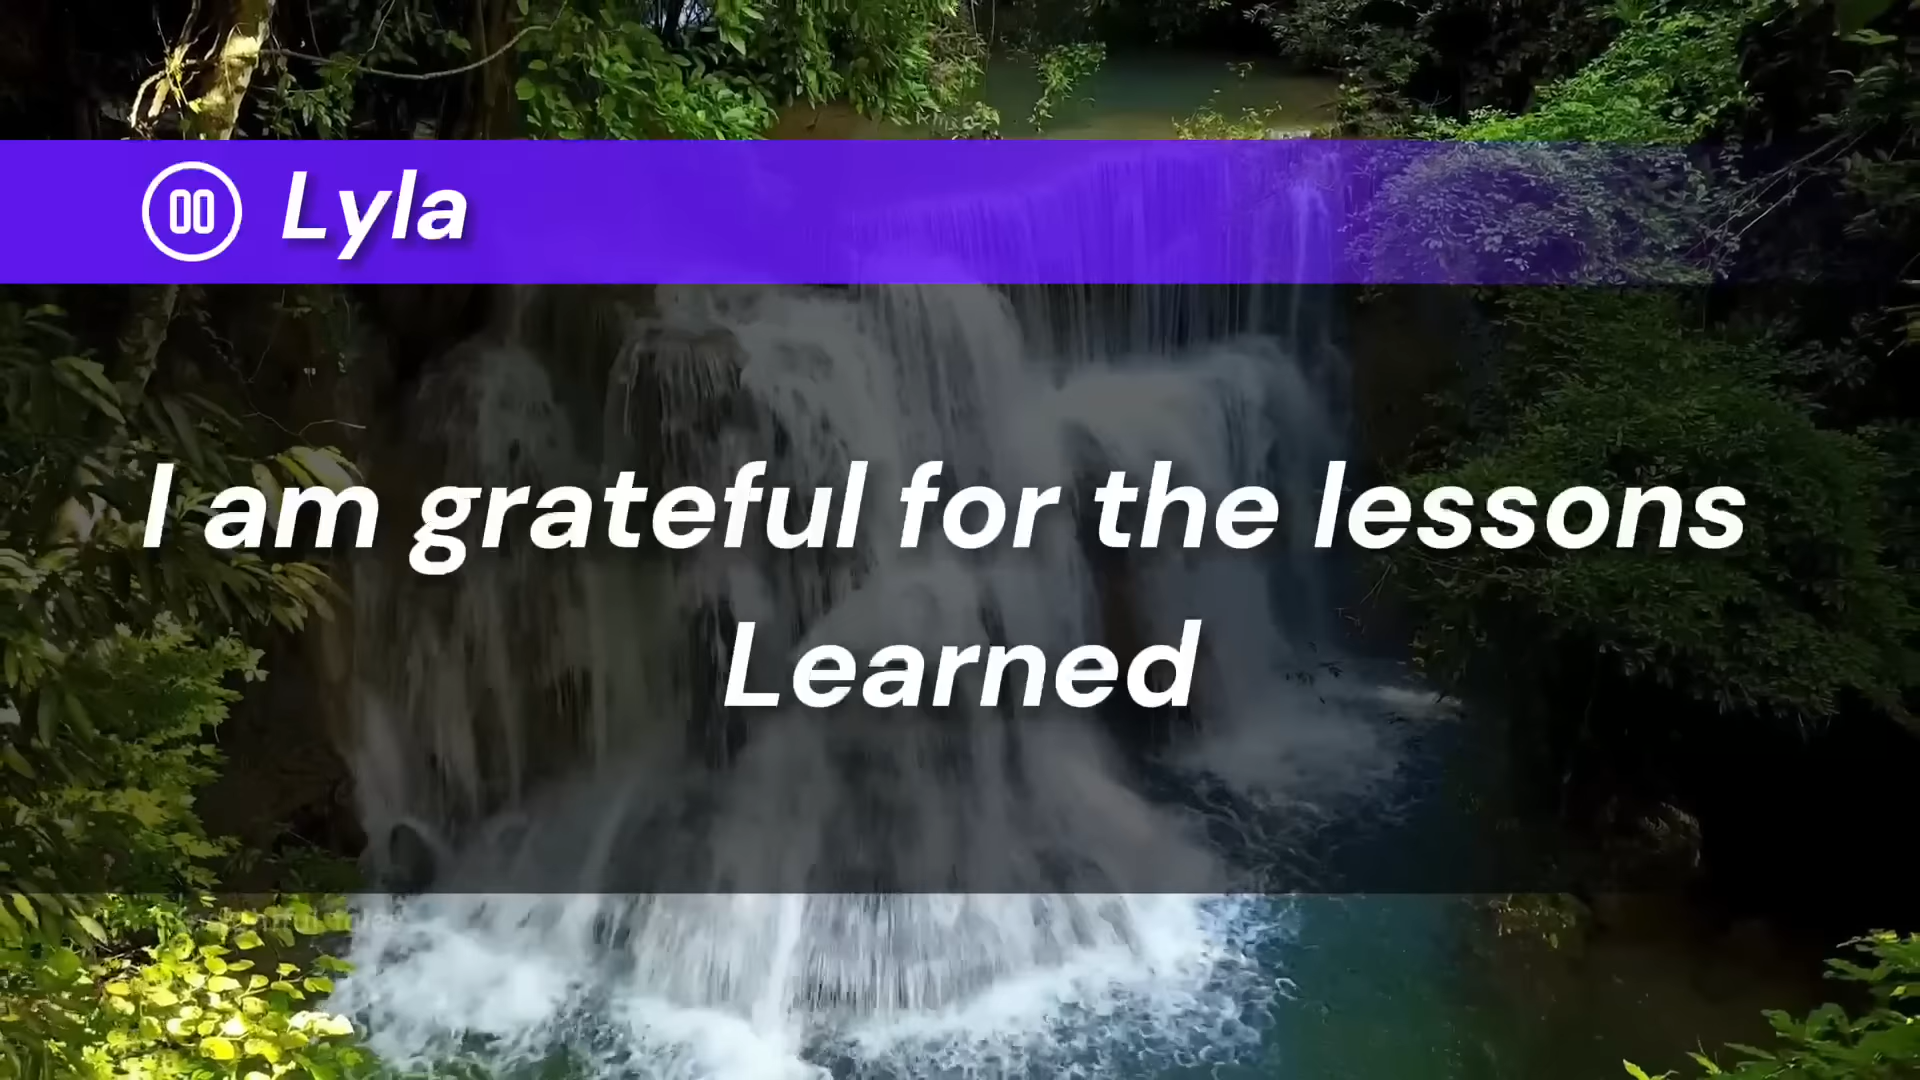 Lyla
I am grateful for the lessons
Learned